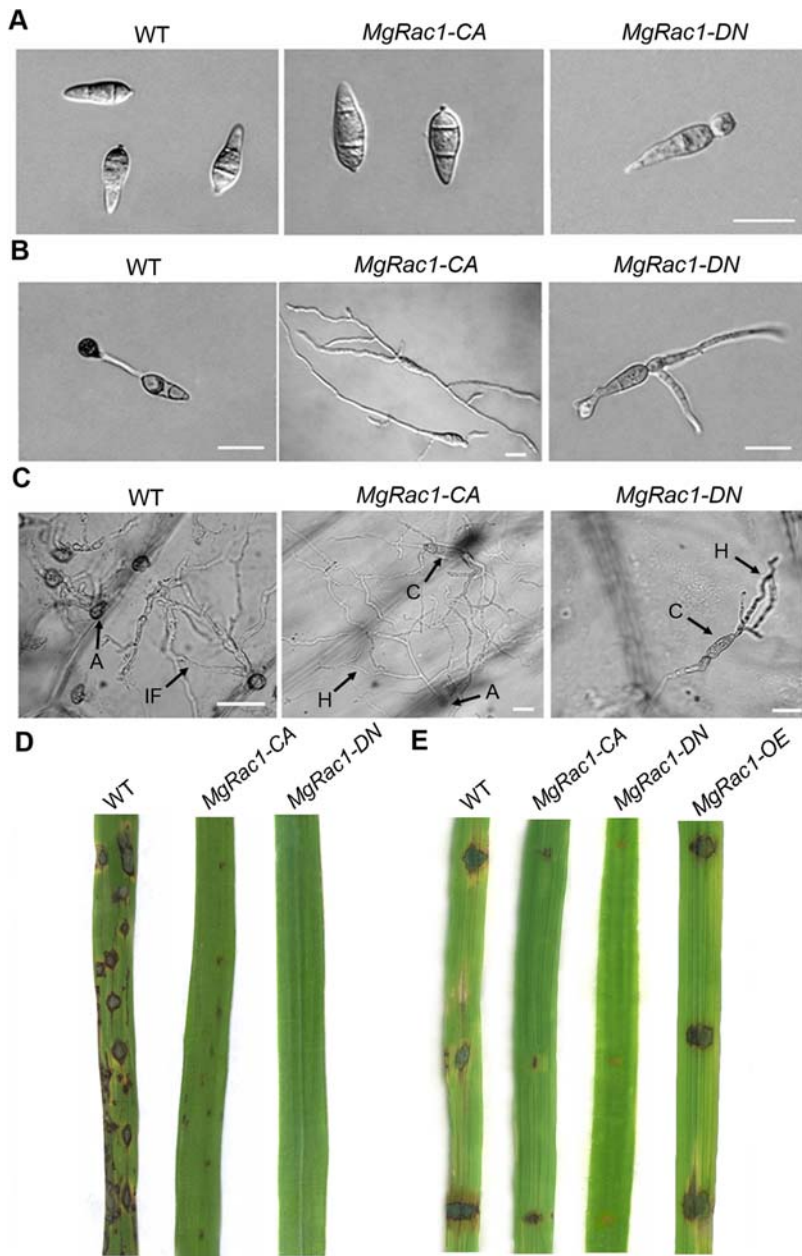 A
WT MgRac1-CA MgRac1-DN
B
WT MgRac1-CA MgRac1-DN
C
WT MgRac1-CA MgRac1-DN
A IF C H A H C
D
WT MgRac1-CA MgRac1-DN
E
WT MgRac1-CA MgRac1-DN MgRac1-OE